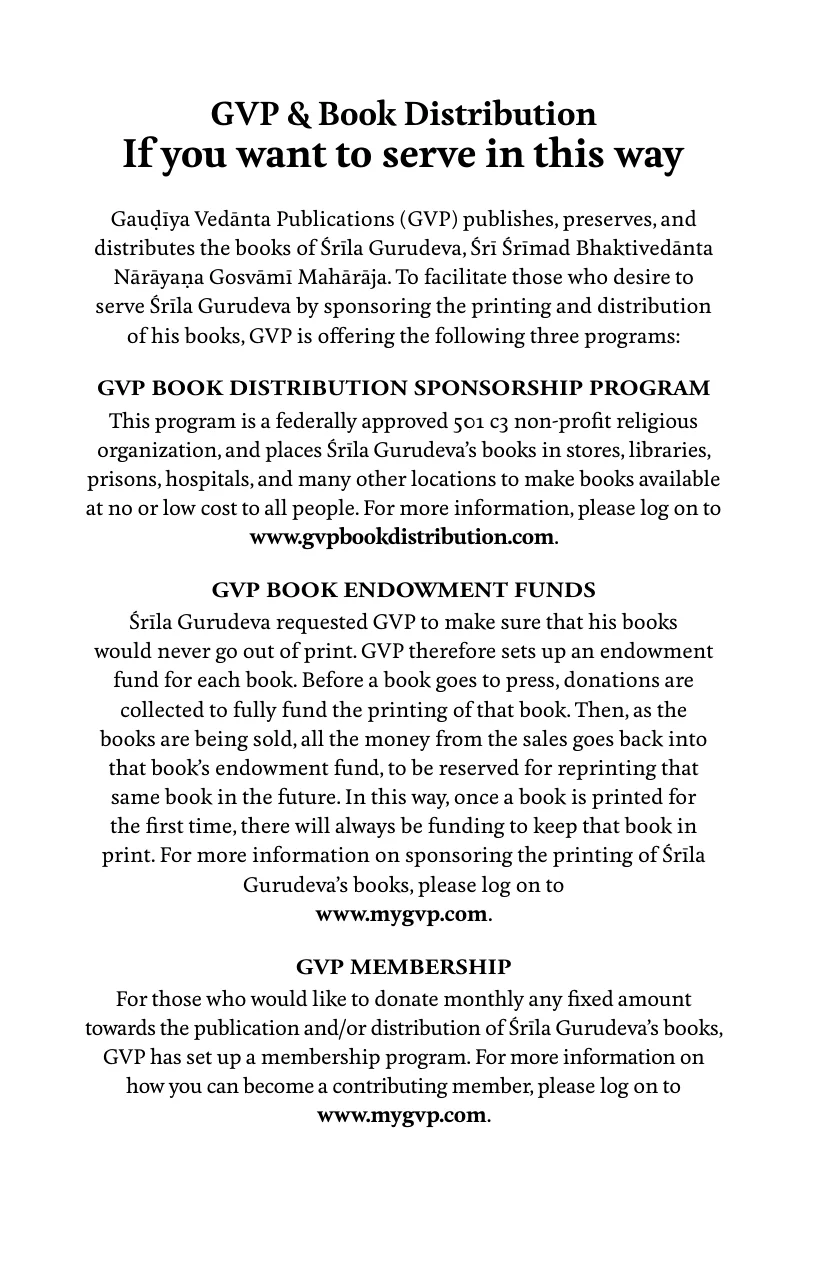 GVP & Book Distribution
If you want to serve in this way
Gauḍīya Vedānta Publications (GVP) publishes, preserves, and
distributes the books of Śrīla Gurudeva, Śrī Śrīmad Bhaktivedānta
Nārāyaṇa Gosvāmī Mahārāja. To facilitate those who desire to
serve Śrīla Gurudeva by sponsoring the printing and distribution
of his books, GVP is offering the following three programs:
GVP BOOK DISTRIBUTION SPONSORSHIP PROGRAM
This program is a federally approved 501 c3 non-profit religious
organization, and places Śrīla Gurudeva’s books in stores, libraries,
prisons, hospitals, and many other locations to make books available
at no or low cost to all people. For more information, please log on to
www.gvpbookdistribution.com.
GVP BOOK ENDOWMENT FUNDS
Śrīla Gurudeva requested GVP to make sure that his books
would never go out of print. GVP therefore sets up an endowment
fund for each book. Before a book goes to press, donations are
collected to fully fund the printing of that book. Then, as the
books are being sold, all the money from the sales goes back into
that book’s endowment fund, to be reserved for reprinting that
same book in the future. In this way, once a book is printed for
the first time, there will always be funding to keep that book in
print. For more information on sponsoring the printing of Śrīla
Gurudeva’s books, please log on to
www.mygvp.com.
GVP MEMBERSHIP
For those who would like to donate monthly any fixed amount
towards the publication and/or distribution of Śrīla Gurudeva’s books,
GVP has set up a membership program. For more information on
how you can become a contributing member, please log on to
www.mygvp.com.